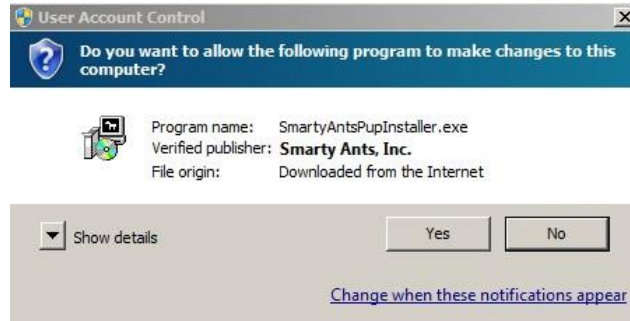 User Account Control
Do you want to allow the following program to make changes to this
computer?
Program name: SmartyAntsPupInstaller.exe
Verified publisher: Smarty Ants, Inc.
File origin: Downloaded from the Internet
Show details
Yes
No
Change when these notifications appear